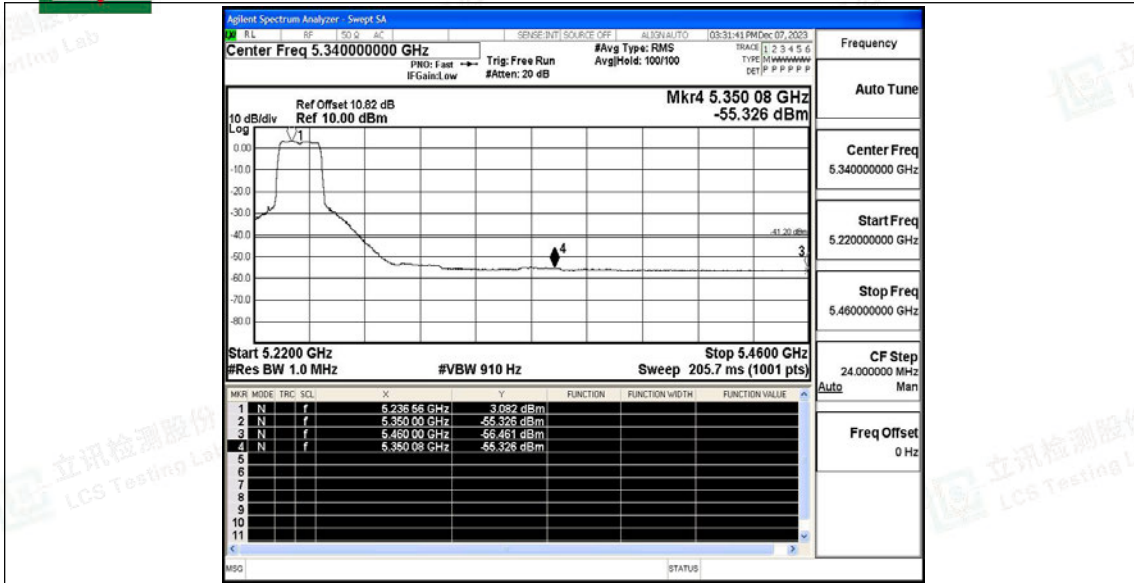 Agilent Spectrum Analyzer - Swept SA
RL RF 50 Ω AC SENSE:INT SOURCE OFF ALIGNAUTO 03:31:41 PM Dec 07, 2023
Center Freq 5.340000000 GHz #Avg Type: RMS TRACE 1 2 3 4 5 6
PNO: Fast Trig: Free Run Avg|Hold: 100/100 TYPE M W W W W W
IFGain:Low #Atten: 20 dB DET P P P P P P
Ref Offset 10.82 dB Mkr4 5.350 08 GHz
10 dB/div Ref 10.00 dBm -55.326 dBm
Log
1
0.00
-10.0
-20.0
-30.0
-40.0
-41.20 dBm
-50.0
4
3
-60.0
-70.0
-80.0
Start 5.2200 GHz Stop 5.4600 GHz
#Res BW 1.0 MHz #VBW 910 Hz Sweep 205.7 ms (1001 pts)
MKR MODE TRC SCL X Y FUNCTION FUNCTION WIDTH FUNCTION VALUE
1 N f 5.236 56 GHz 3.082 dBm
2 N f 5.350 00 GHz -55.326 dBm
3 N f 5.460 00 GHz -56.461 dBm
4 N f 5.350 08 GHz -55.326 dBm
5
6
7
8
9
10
11
MSG STATUS
Frequency
Auto Tune
Center Freq
5.340000000 GHz
Start Freq
5.220000000 GHz
Stop Freq
5.460000000 GHz
CF Step
24.000000 MHz
Auto Man
Freq Offset
0 Hz
立讯检测股份
LCS Testing Lab
立讯检测股份
LCS Testing